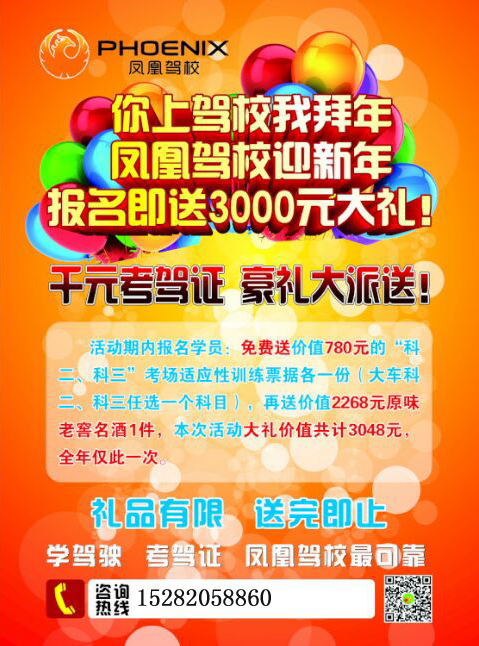 PHOENIX
凤凰驾校
你上驾校我拜年
凤凰驾校迎新年
报名即送3000元大礼!
千元考驾证 豪礼大派送!
活动期内报名学员：免费送价值780元的“科
二、科三”考场适应性训练票据各一份（大车科
二、科三任选一个科目），再送价值2268元原味
老窖名酒1件，本次活动大礼价值共计3048元，
全年仅此一次。
礼品有限 送完即止
学驾驶 考驾证 凤凰驾校最可靠
咨询
热线
15282058860